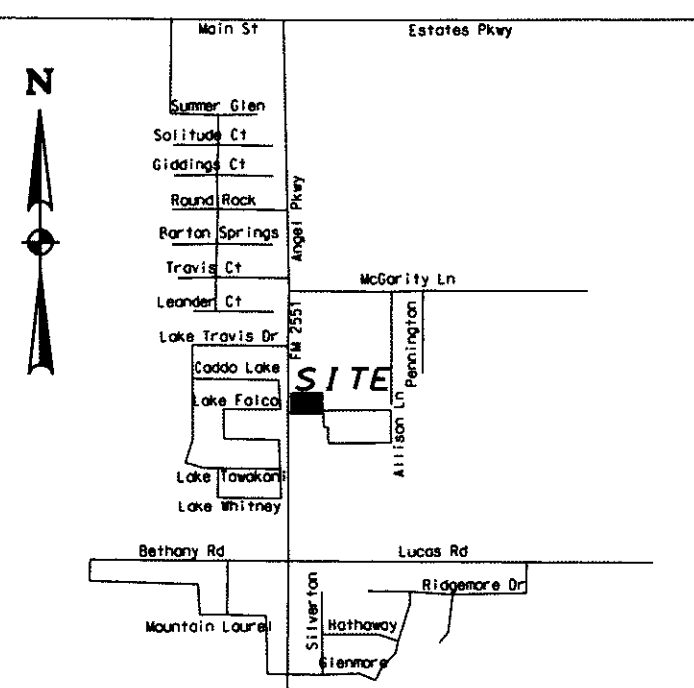 Main St
Estates Pkwy
N
Summer Glen
Solitude Ct
Giddings Ct
Round Rock
Angel Pkwy
Barton Springs
Travis Ct
McGarity Ln
Leander Ct
FM 2551
Pennington
Lake Travis Dr
Caddo Lake
SITE
Lake Falco
Allison Ln
Lake Tawakoni
Lake Whitney
Bethany Rd
Lucas Rd
Ridgemore Dr
Silverton
Mountain Laurel
Hathaway
Glenmore